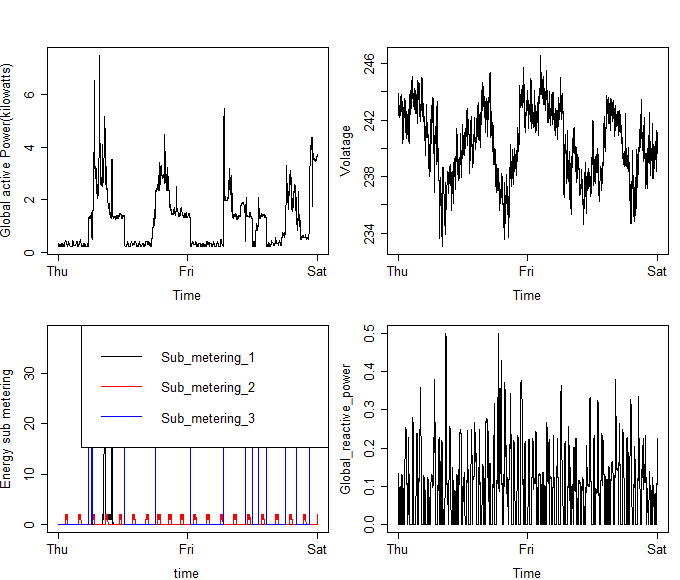 Global active Power(kilowatts)
0
2
4
6
Thu
Fri
Sat
Time
Volatage
234
238
242
246
Thu
Fri
Sat
Time
Energy sub metering
0
10
20
30
Sub_metering_1
Sub_metering_2
Sub_metering_3
Thu
Fri
Sat
time
Global_reactive_power
0.0
0.1
0.2
0.3
0.4
0.5
Thu
Fri
Sat
Time